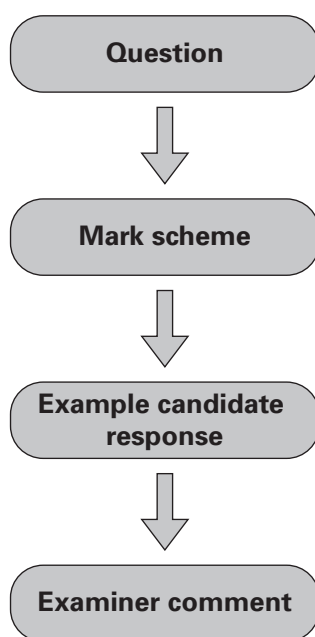 Question
Mark scheme
Example candidate
response
Examiner comment